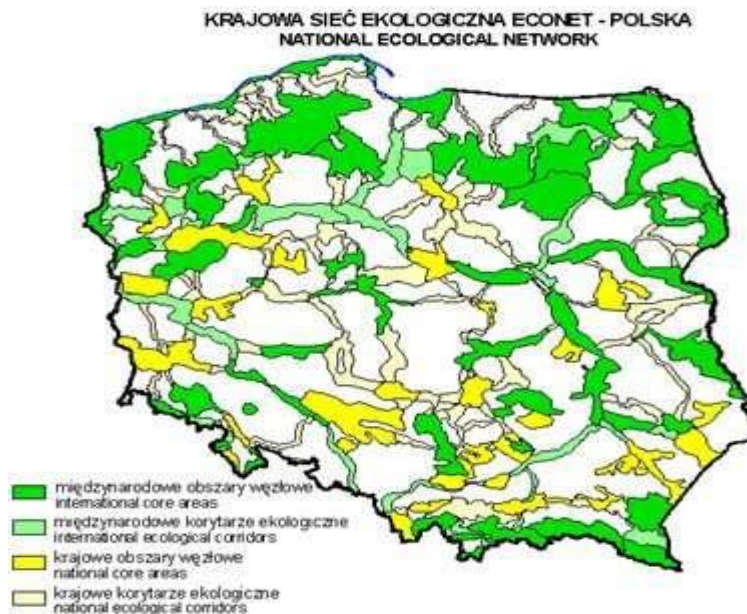 KRAJOWA SIEĆ EKOLOGICZNA ECONET - POLSKA
NATIONAL ECOLOGICAL NETWORK
międzynarodowe obszary węzłowe
international core areas
międzynarodowe korytarze ekologiczne
international ecological corridors
krajowe obszary węzłowe
national core areas
krajowe korytarze ekologiczne
national ecological corridors